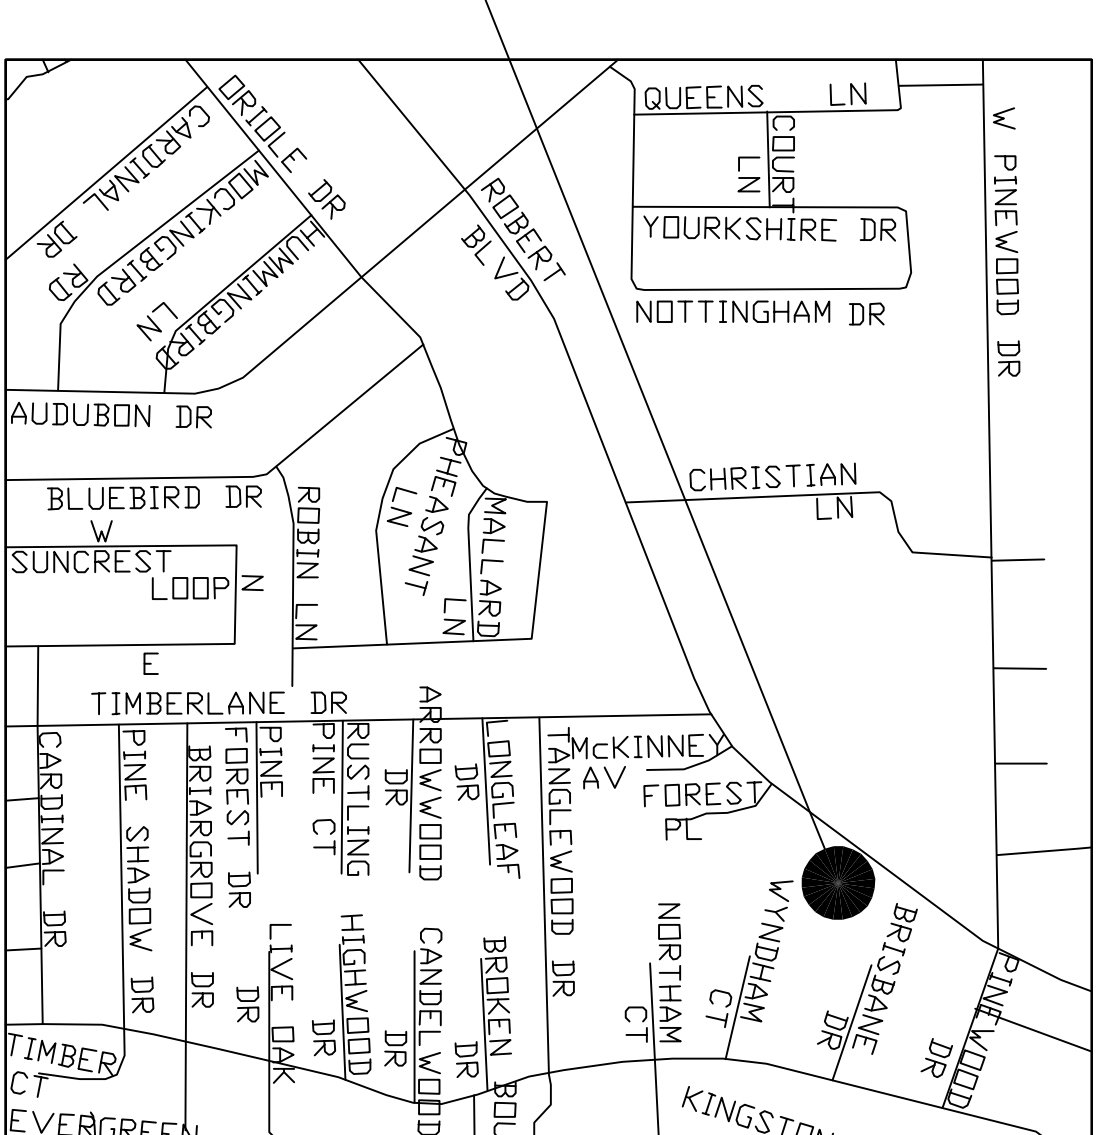 QUEENS LN
ORIOLE DR
CARDINAL DR
COURT LN
W PINEWOOD DR
MOCKINGBIRD RD
ROBERT BLVD
HUMMINGBIRD LN
YOURKSHIRE DR
NOTTINGHAM DR
AUDUBON DR
PHEASANT LN
CHRISTIAN LN
BLUEBIRD DR
ROBIN LN
MALLARD LN
W
SUNCREST
LOOP
N
E
TIMBERLANE DR
CARDINAL DR
PINE SHADOW DR
BRIARGROVE DR
FOREST DR
PINE
PINE CT
RUSTLING
ARROWWOOD DR
LONGLEAF DR
TANGLEWOOD DR
McKINNEY AV
FOREST PL
WYNDHAM CT
BRISBANE DR
NORTHAM CT
LIVE OAK DR
HIGHWOOD DR
CANDELWOOD DR
BROKEN BOU
DR
PINEWOOD DR
TIMBER CT
EVERGREEN
KINGSTON